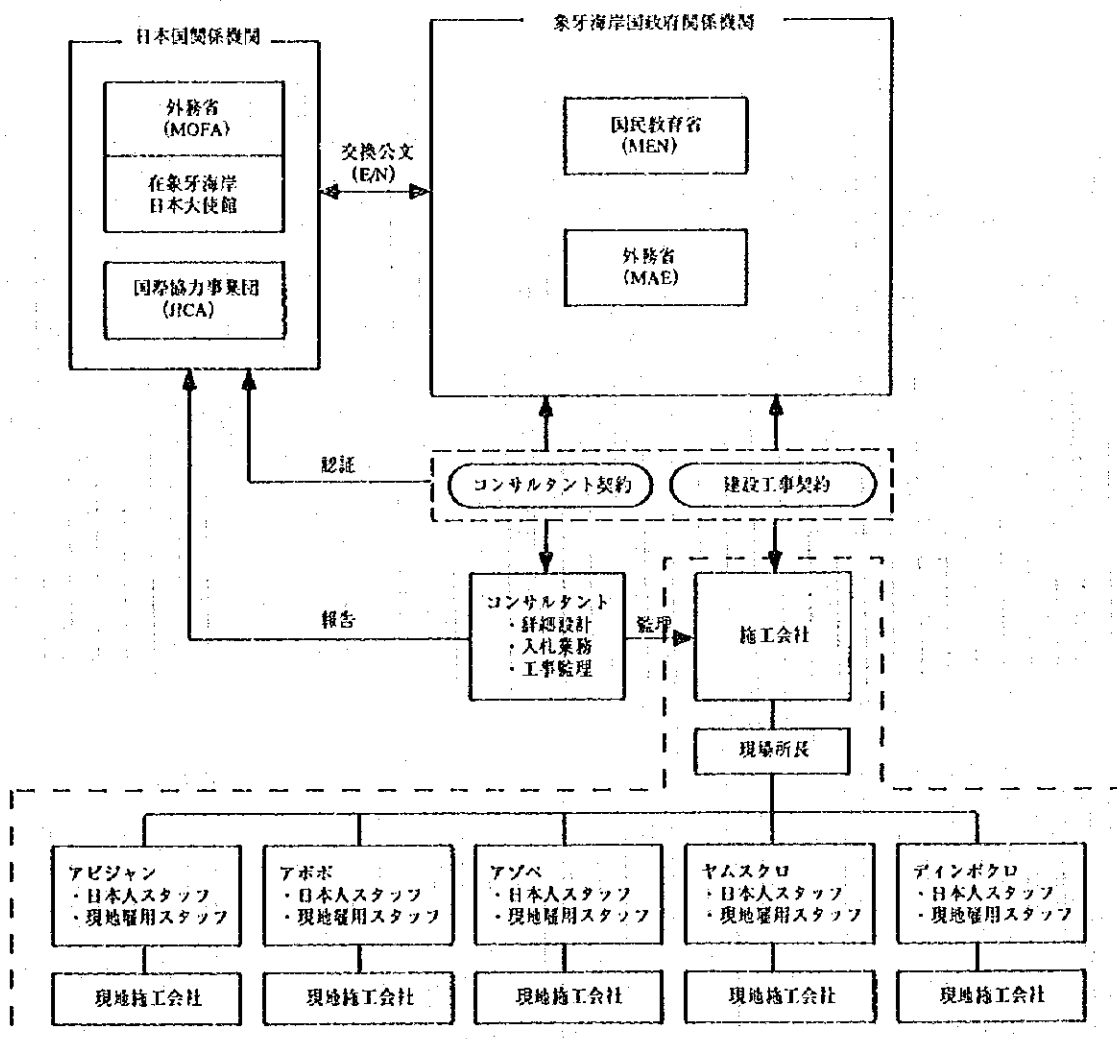 日本国関係機関
象牙海岸国政府関係機関
外務省
(MOFA)
在象牙海岸
日本大使館
国際協力事業団
(JICA)
交換公文
(E/N)
国民教育省
(MEN)
外務省
(MAE)
認証
コンサルタント契約
建設工事契約
報告
コンサルタント
・詳細設計
・入札業務
・工事監理
監理
施工会社
現場所長
アビジャン
・日本人スタッフ
・現地雇用スタッフ
アボボ
・日本人スタッフ
・現地雇用スタッフ
アゾペ
・日本人スタッフ
・現地雇用スタッフ
ヤムスクロ
・日本人スタッフ
・現地雇用スタッフ
ディンボクロ
・日本人スタッフ
・現地雇用スタッフ
現地施工会社
現地施工会社
現地施工会社
現地施工会社
現地施工会社